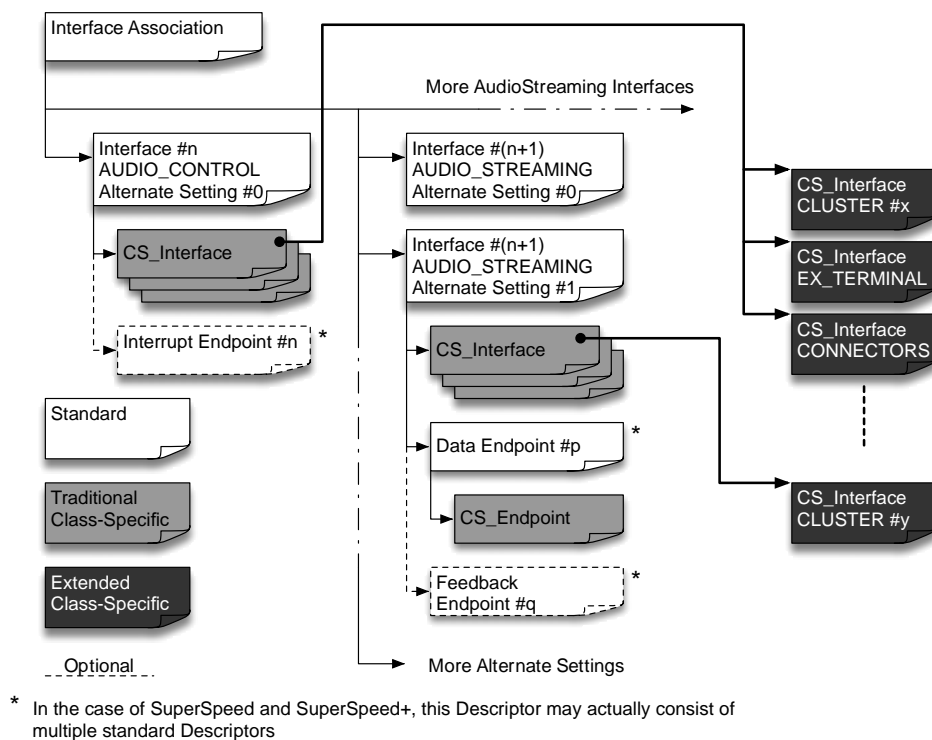 Interface Association
More AudioStreaming Interfaces
Interface #n
AUDIO_CONTROL
Alternate Setting #0
Interface #(n+1)
AUDIO_STREAMING
Alternate Setting #0
CS_Interface
CLUSTER #x
CS_Interface
Interface #(n+1)
AUDIO_STREAMING
Alternate Setting #1
CS_Interface
EX_TERMINAL
Interrupt Endpoint #n
*
CS_Interface
CS_Interface
CONNECTORS
Standard
Data Endpoint #p
*
Traditional
Class-Specific
CS_Endpoint
CS_Interface
CLUSTER #y
Extended
Class-Specific
Feedback
Endpoint #q
*
Optional
More Alternate Settings
* In the case of SuperSpeed and SuperSpeed+, this Descriptor may actually consist of
multiple standard Descriptors